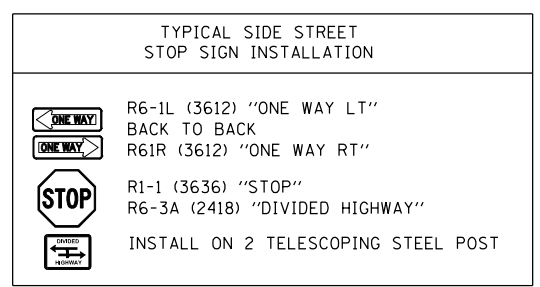 TYPICAL SIDE STREET
STOP SIGN INSTALLATION
ONE WAY
R6-1L (3612) ''ONE WAY LT''
BACK TO BACK
ONE WAY
R61R (3612) ''ONE WAY RT''
STOP
R1-1 (3636) ''STOP''
R6-3A (2418) ''DIVIDED HIGHWAY''
DIVIDED
HIGHWAY
INSTALL ON 2 TELESCOPING STEEL POST